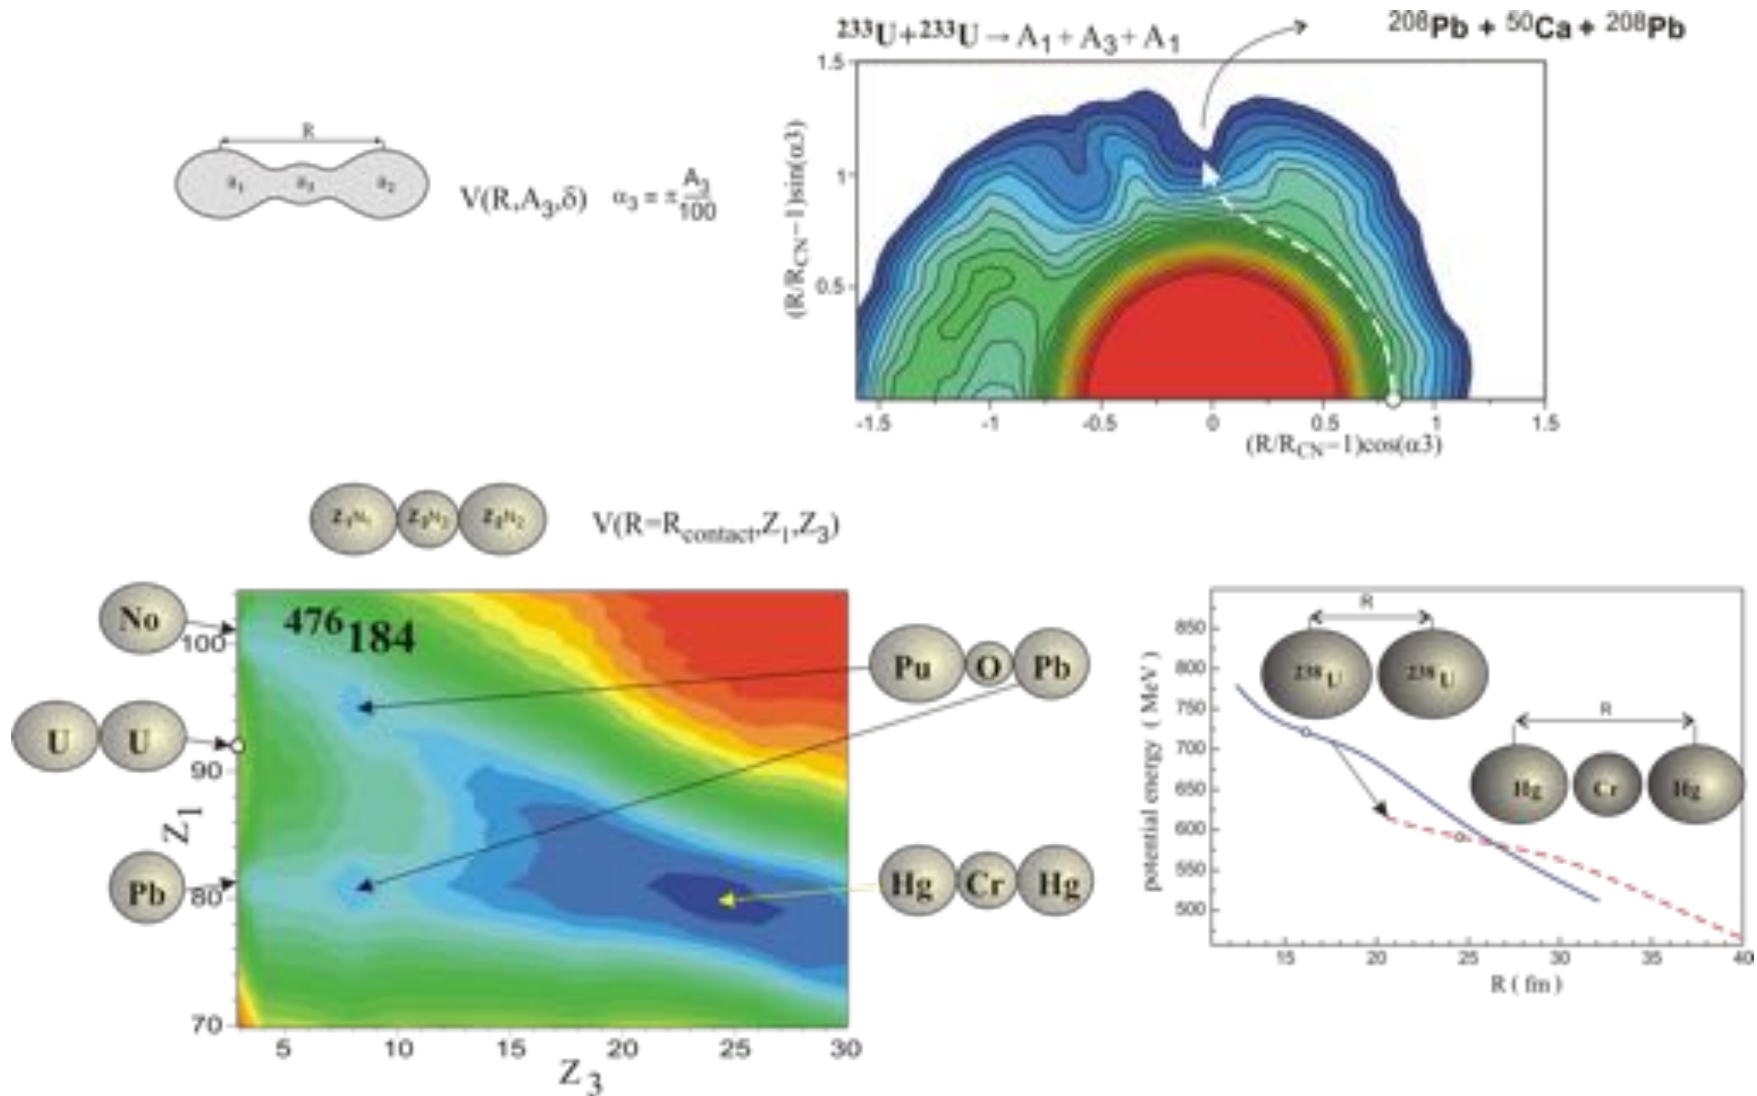 ²³³U+²³³U→A₁+A₃+A₁
²⁰⁸Pb + ⁵⁰Ca + ²⁰⁸Pb
R
a₁ a₃ a₂
V(R,A₃,δ) α₃ = π A₃/100
1.5
1
0.5
(R/R_CN−1)sin(α3)
-1.5 -1 -0.5 0 0.5 1 1.5
(R/R_CN−1)cos(α3)
V(R=R_contact,Z₁,Z₃)
No
U U
Pb
⁴⁷⁶184
100
90
80
70
Z₁
5 10 15 20 25 30
Z₃
Pu O Pb
Hg Cr Hg
850
800
750
700
650
600
550
500
potential energy ( MeV )
R
²³⁸U ²³⁸U
R
Hg Cr Hg
15 20 25 30 35 40
R ( fm )